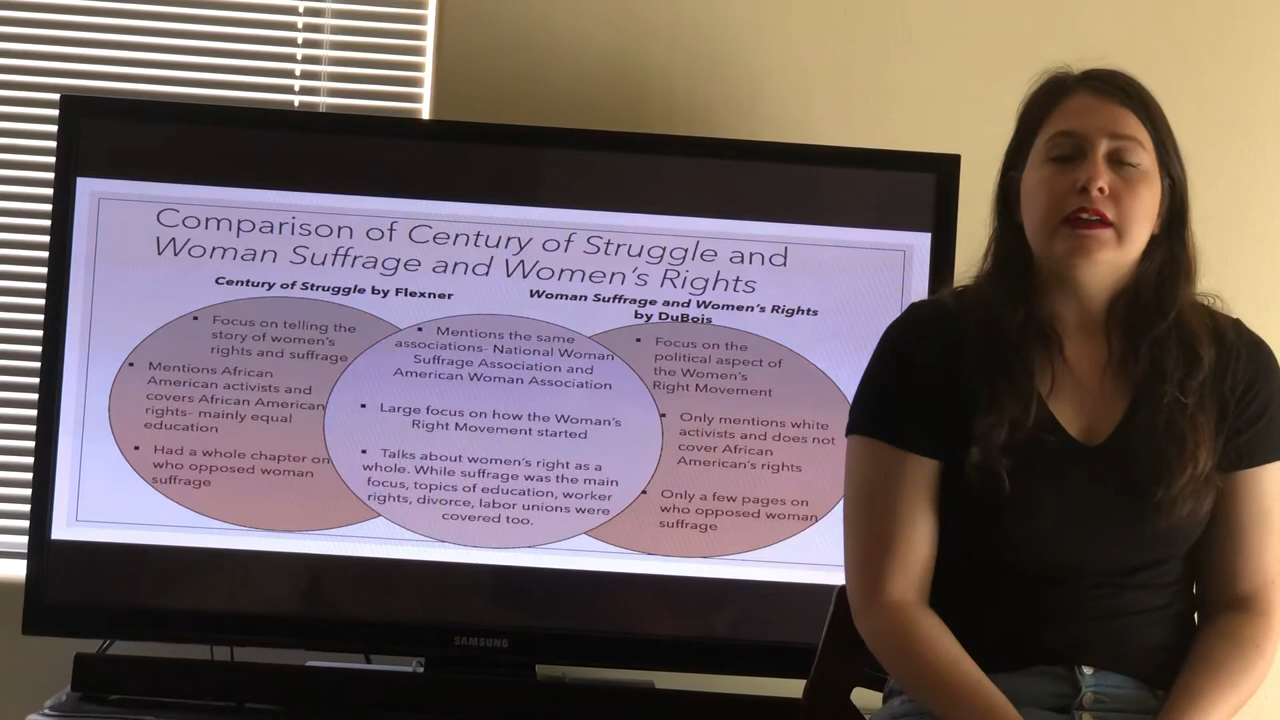 Comparison of Century of Struggle and
Woman Suffrage and Women's Rights
Century of Struggle by Flexner
▪ Focus on telling the
story of women's
rights and suffrage
▪ Mentions African
American activists and
covers African American
rights- mainly equal
education
▪ Had a whole chapter on
who opposed woman
suffrage
▪ Mentions the same
associations- National Woman
Suffrage Association and
American Woman Association
▪ Large focus on how the Woman's
Right Movement started
▪ Talks about women's right as a
whole. While suffrage was the main
focus, topics of education, worker
rights, divorce, labor unions were
covered too.
Woman Suffrage and Women's Rights
by DuBois
▪ Focus on the
political aspect of
the Women's
Right Movement
▪ Only mentions white
activists and does not
cover African
American's rights
▪ Only a few pages on
who opposed woman
suffrage
SAMSUNG